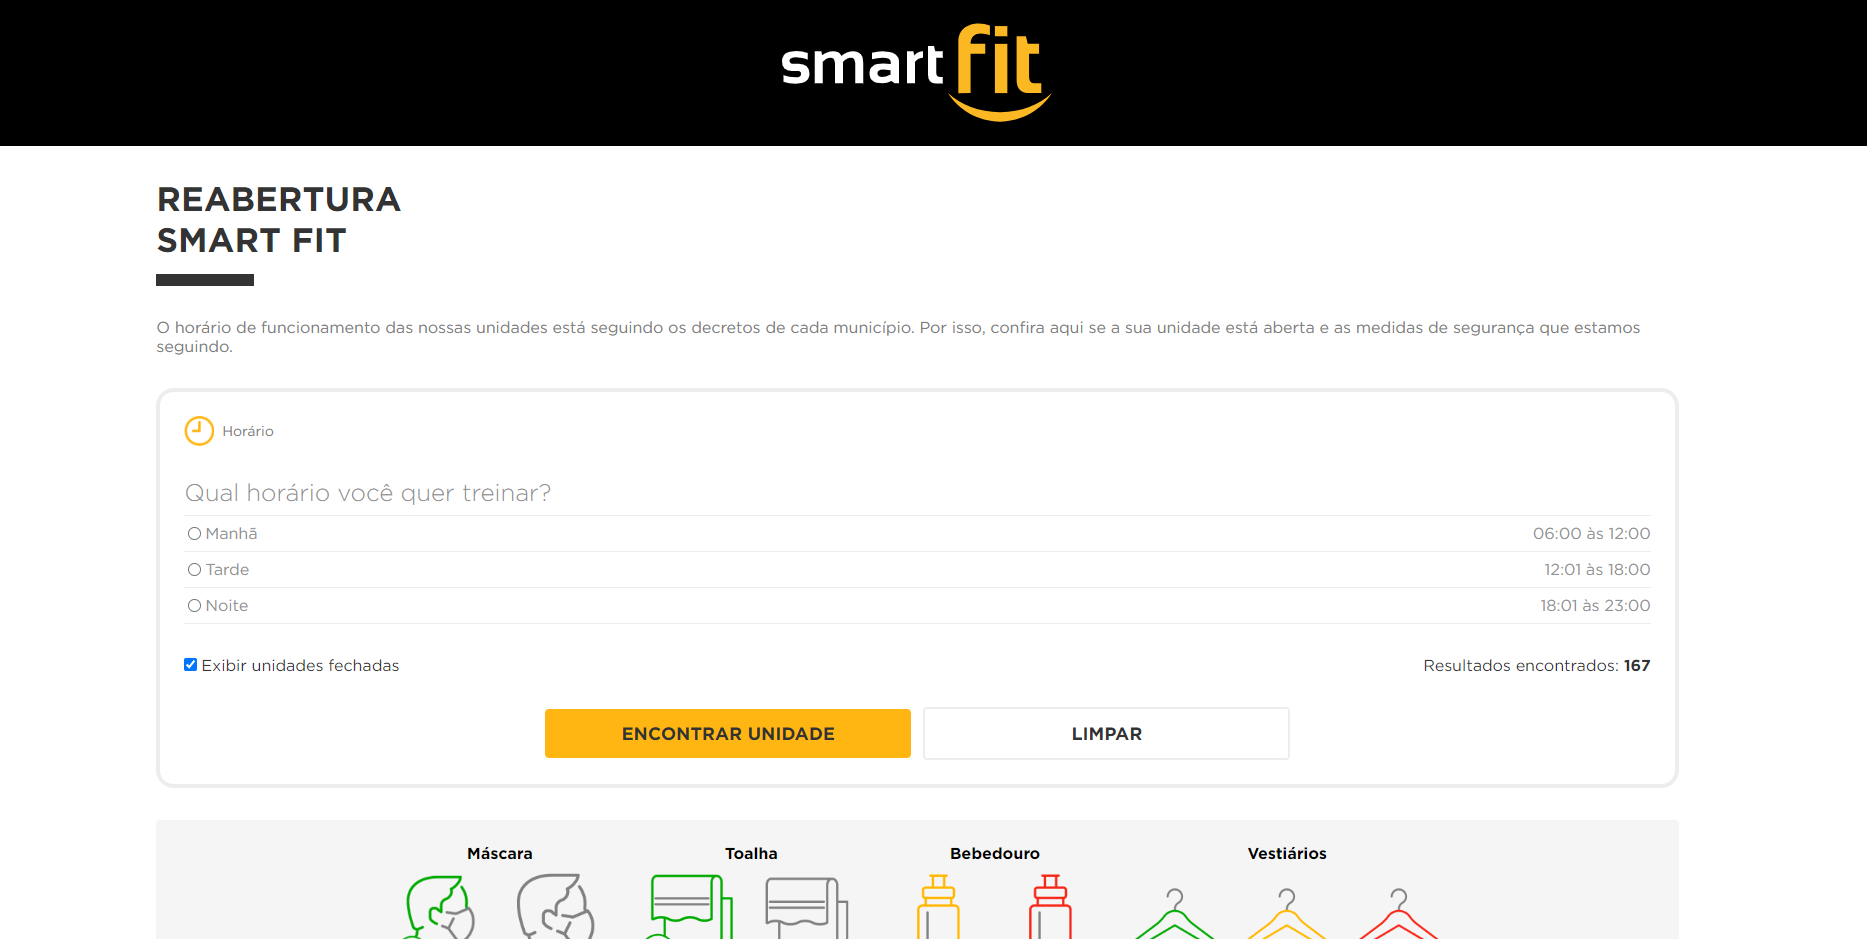 smart fit
REABERTURA
SMART FIT
O horário de funcionamento das nossas unidades está seguindo os decretos de cada município. Por isso, confira aqui se a sua unidade está aberta e as medidas de segurança que estamos
seguindo.
Horário
Qual horário você quer treinar?
Manhã 06:00 às 12:00
Tarde 12:01 às 18:00
Noite 18:01 às 23:00
Exibir unidades fechadas Resultados encontrados: 167
ENCONTRAR UNIDADE LIMPAR
Máscara Toalha Bebedouro Vestiários